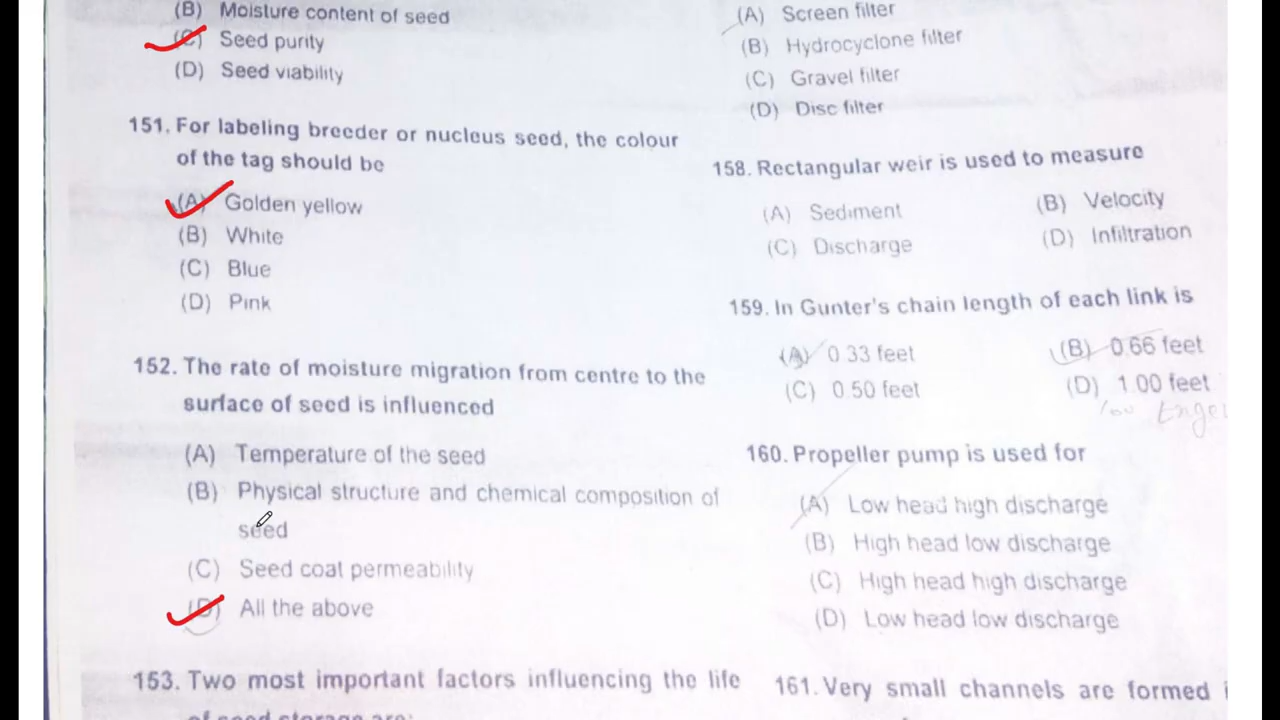 (B) Moisture content of seed
(C) Seed purity
(D) Seed viability
151. For labeling breeder or nucleus seed, the colour
of the tag should be
(A) Golden yellow
(B) White
(C) Blue
(D) Pink
152. The rate of moisture migration from centre to the
surface of seed is influenced
(A) Temperature of the seed
(B) Physical structure and chemical composition of
seed
(C) Seed coat permeability
(D) All the above
153. Two most important factors influencing the life
of seed storage are:
(A) Screen filter
(B) Hydrocyclone filter
(C) Gravel filter
(D) Disc filter
158. Rectangular weir is used to measure
(A) Sediment (B) Velocity
(C) Discharge (D) Infiltration
159. In Gunter's chain length of each link is
(A) 0.33 feet (B) 0.66 feet
(C) 0.50 feet (D) 1.00 feet
160. Propeller pump is used for
(A) Low head high discharge
(B) High head low discharge
(C) High head high discharge
(D) Low head low discharge
161. Very small channels are formed